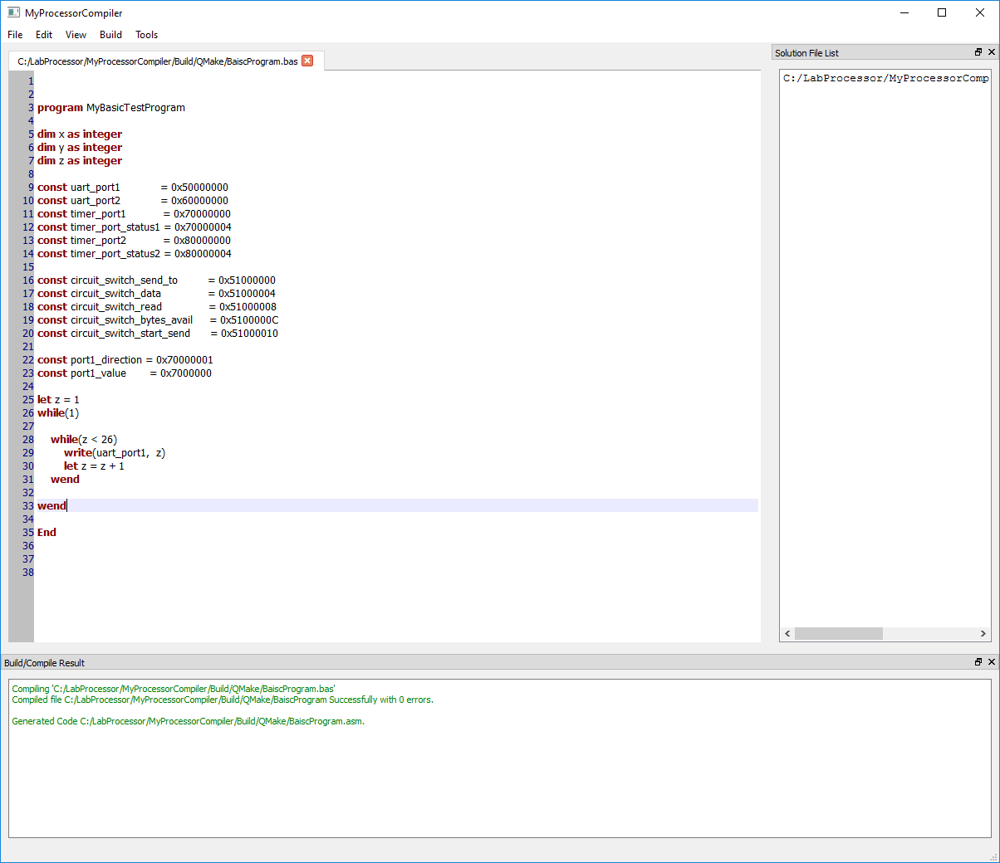 MyProcessorCompiler
File Edit View Build Tools
C:/LabProcessor/MyProcessorCompiler/Build/QMake/BaiscProgram.bas
1
2
3 program MyBasicTestProgram
4
5 dim x as integer
6 dim y as integer
7 dim z as integer
8
9 const uart_port1 = 0x50000000
10 const uart_port2 = 0x60000000
11 const timer_port1 = 0x70000000
12 const timer_port_status1 = 0x70000004
13 const timer_port2 = 0x80000000
14 const timer_port_status2 = 0x80000004
15
16 const circuit_switch_send_to = 0x51000000
17 const circuit_switch_data = 0x51000004
18 const circuit_switch_read = 0x51000008
19 const circuit_switch_bytes_avail = 0x5100000C
20 const circuit_switch_start_send = 0x51000010
21
22 const port1_direction = 0x70000001
23 const port1_value = 0x7000000
24
25 let z = 1
26 while(1)
27
28 while(z < 26)
29 write(uart_port1, z)
30 let z = z + 1
31 wend
32
33 wend
34
35 End
36
37
38
Solution File List
C:/LabProcessor/MyProcessorComp
Build/Compile Result
Compiling 'C:/LabProcessor/MyProcessorCompiler/Build/QMake/BaiscProgram.bas'
Compiled file C:/LabProcessor/MyProcessorCompiler/Build/QMake/BaiscProgram Successfully with 0 errors.
Generated Code C:/LabProcessor/MyProcessorCompiler/Build/QMake/BaiscProgram.asm.